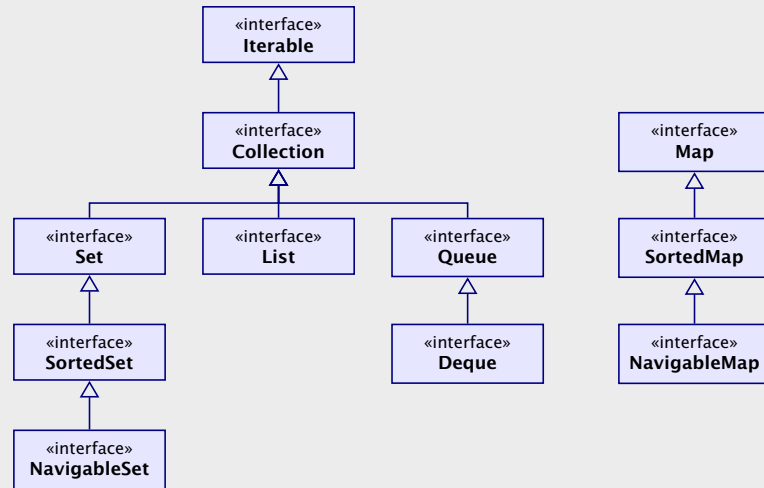 «interface»
Iterable
«interface»
Collection
«interface»
Map
«interface»
Set
«interface»
List
«interface»
Queue
«interface»
SortedMap
«interface»
SortedSet
«interface»
Deque
«interface»
NavigableMap
«interface»
NavigableSet